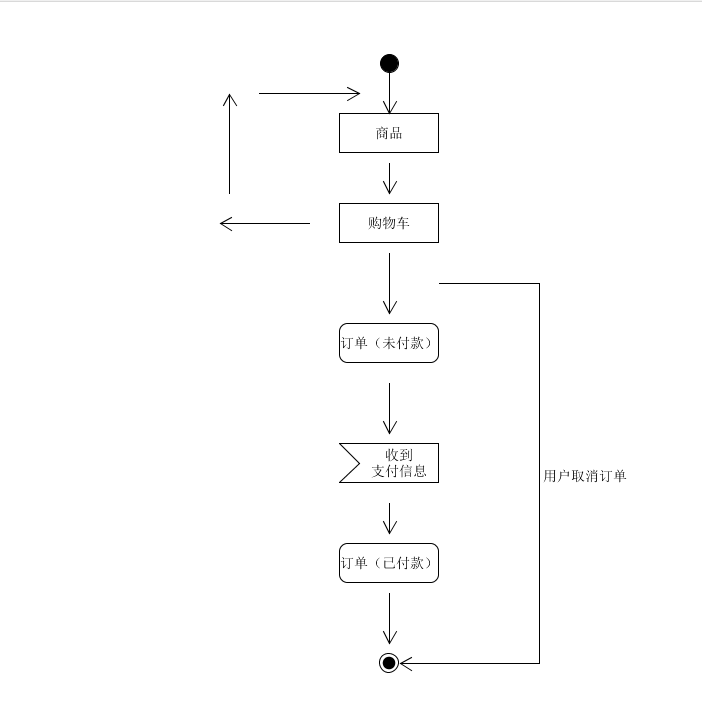 商品
购物车
订单（未付款）
收到
支付信息
用户取消订单
订单（已付款）